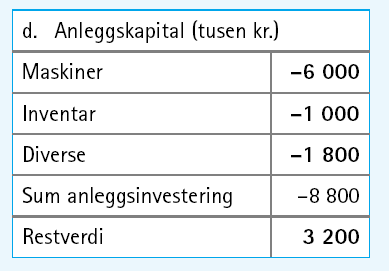 d. Anleggskapital (tusen kr.)
Maskiner –6 000
Inventar –1 000
Diverse –1 800
Sum anleggsinvestering –8 800
Restverdi 3 200